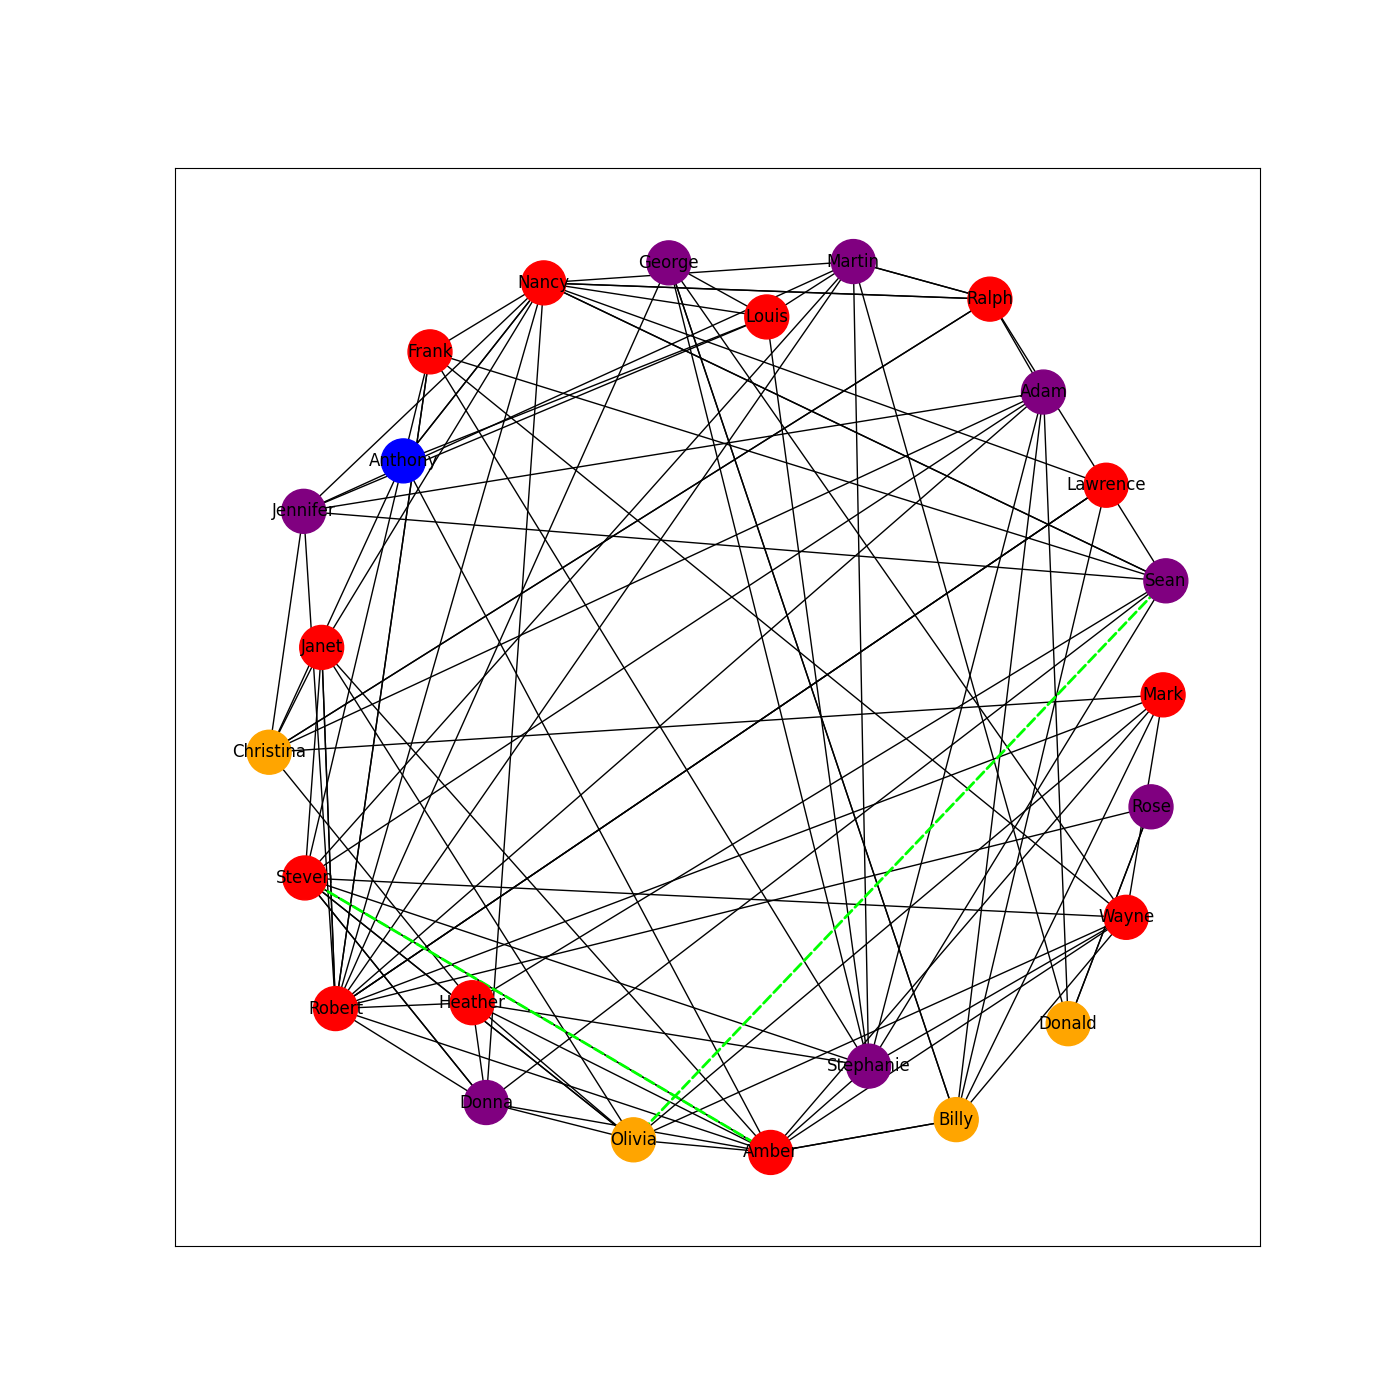 George
Martin
Nancy
Ralph
Louis
Frank
Adam
Anthony
Lawrence
Jennifer
Sean
Janet
Mark
Christina
Rose
Steven
Wayne
Heather
Robert
Donald
Stephanie
Donna
Billy
Olivia
Amber